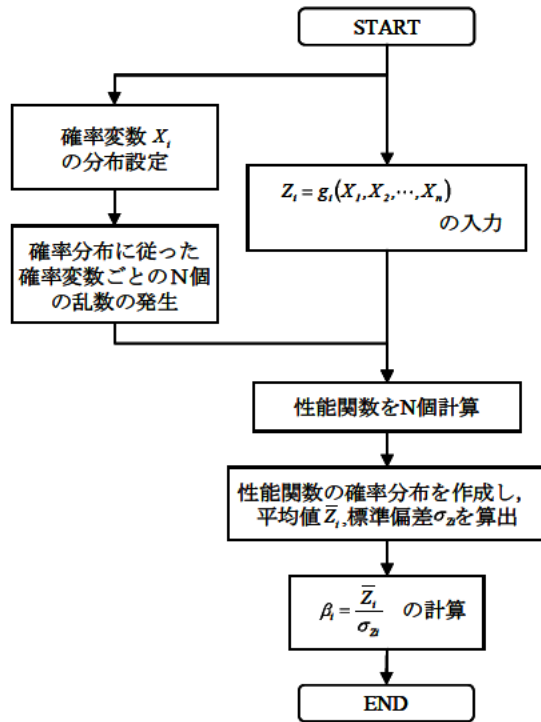 START
確率変数 X_i
の分布設定
Z_i = g_i(X_1, X_2, ⋯, X_n)
の入力
確率分布に従った
確率変数ごとのN個
の乱数の発生
性能関数をN個計算
性能関数の確率分布を作成し,
平均値 Z̄_i,標準偏差σ_Ziを算出
β_i = Z̄_i / σ_Zi の計算
END